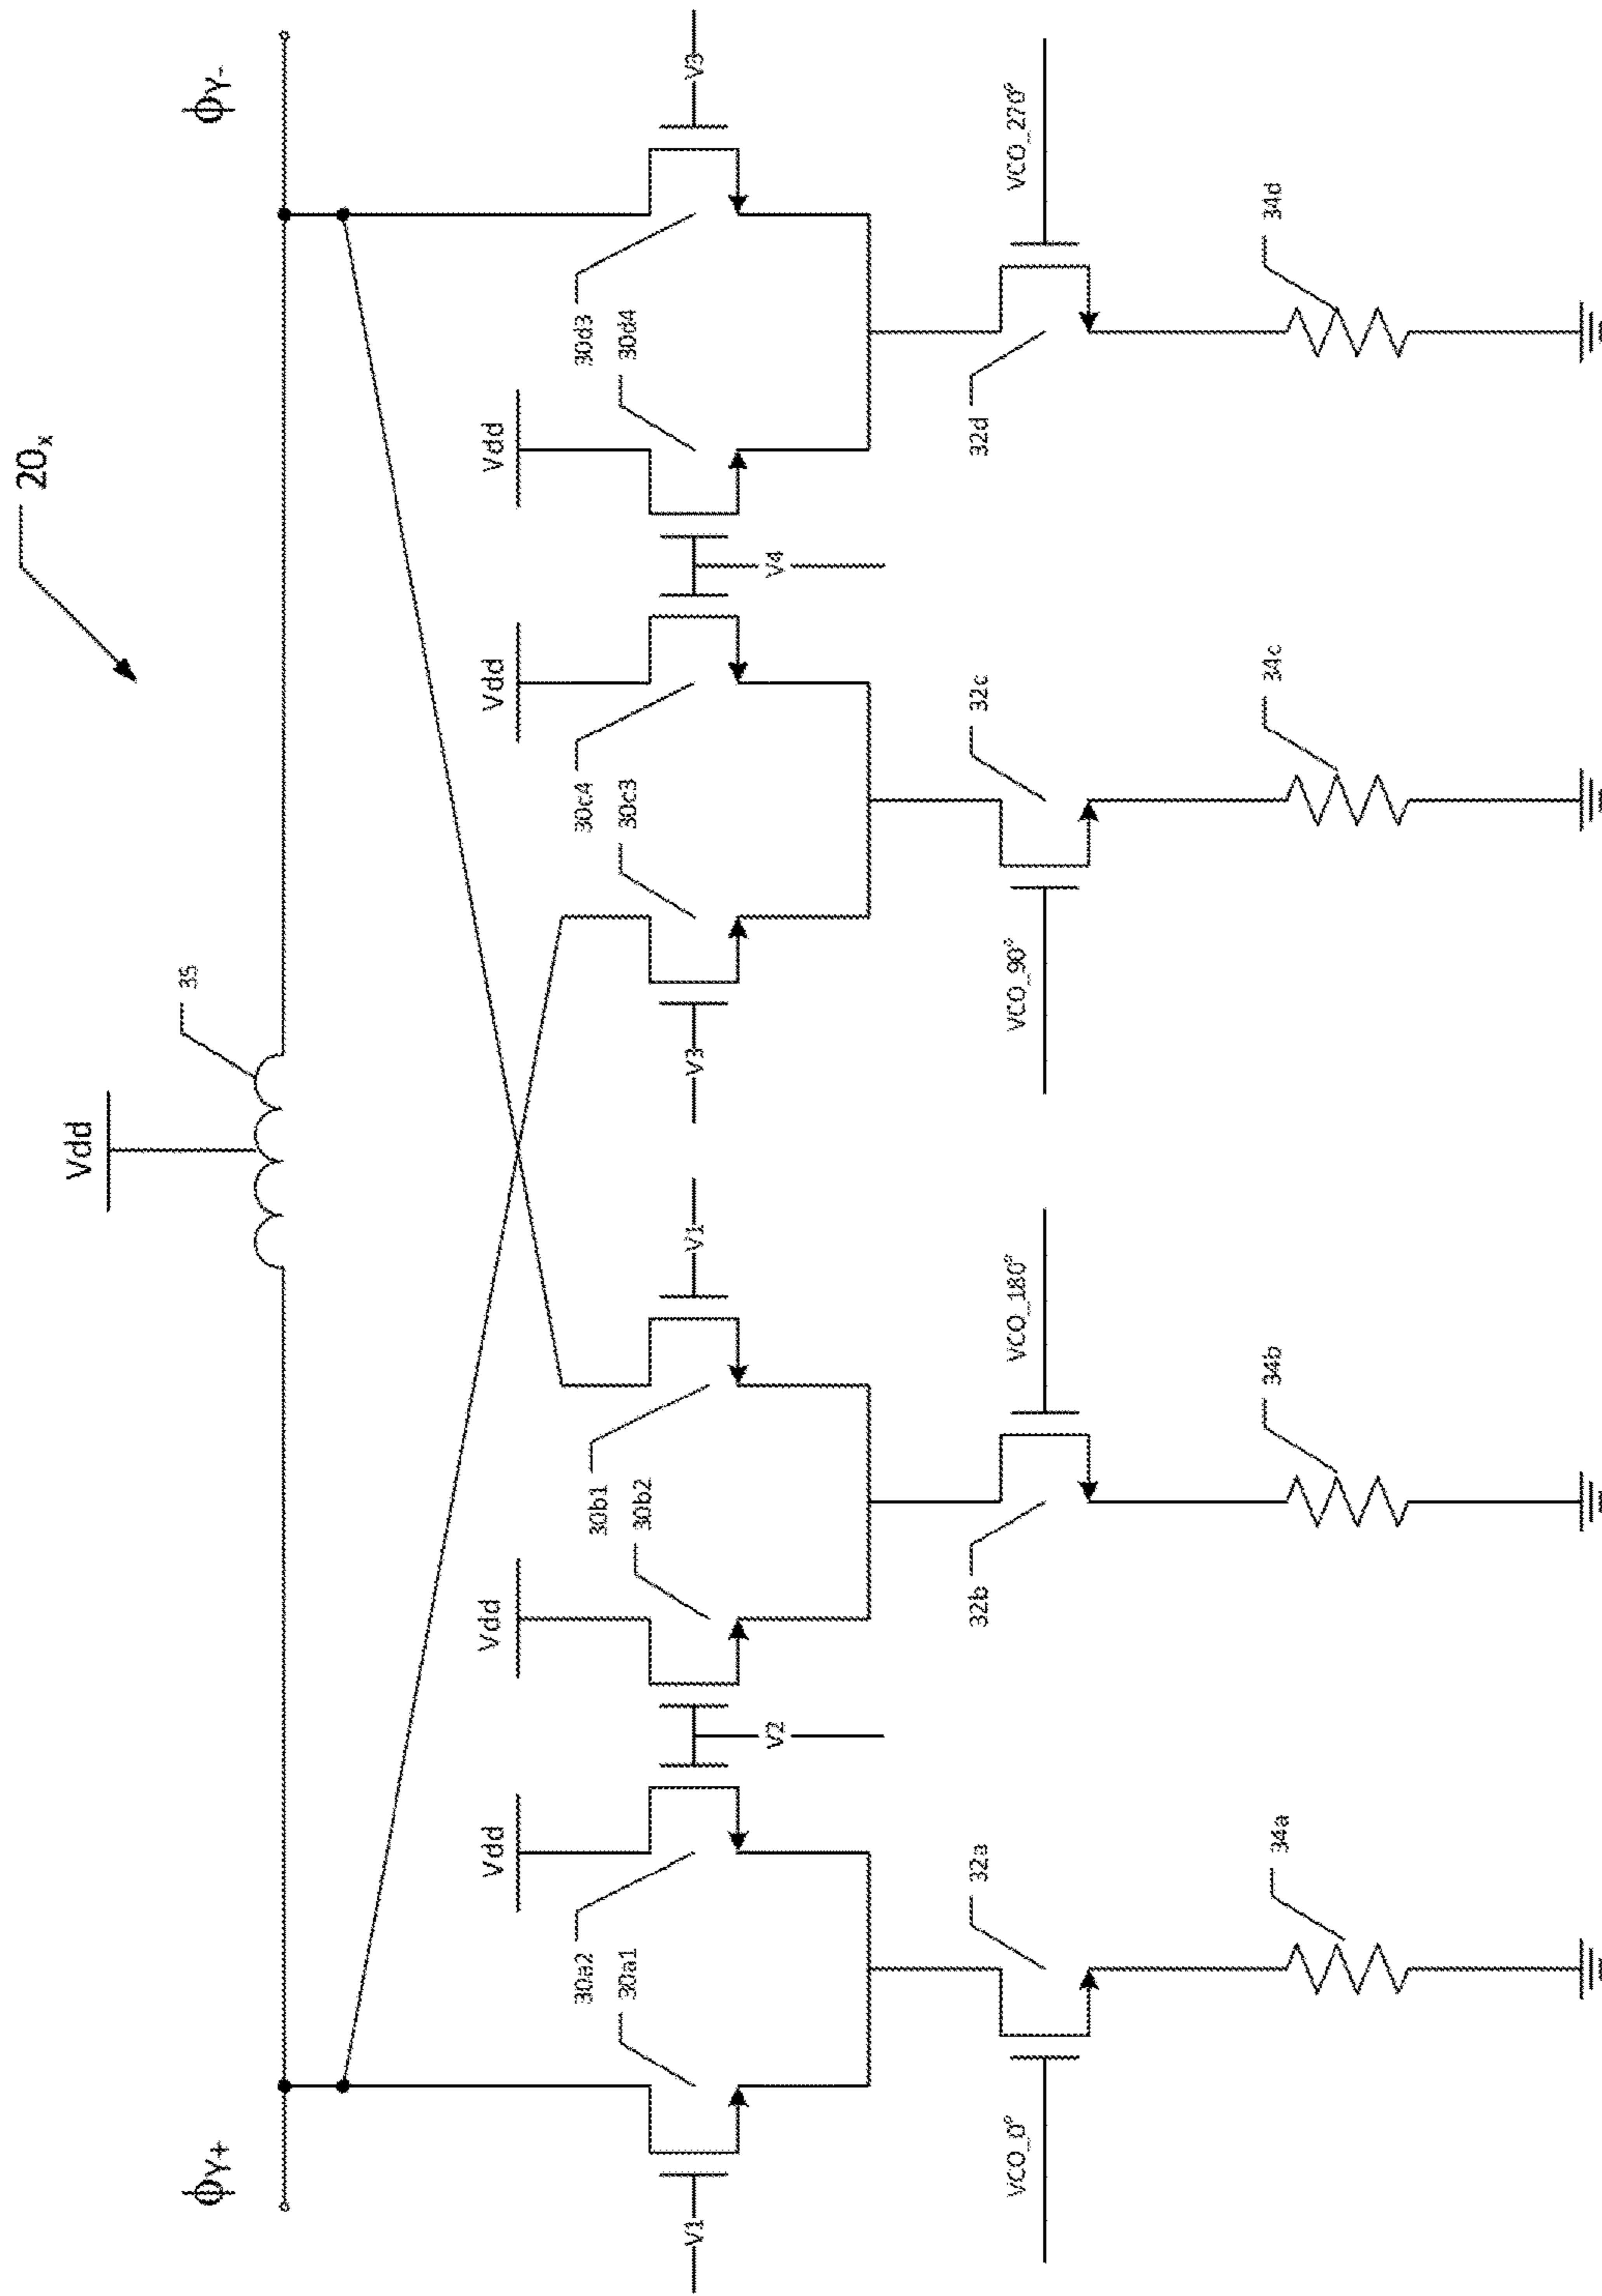 20x
Vdd
35
ϕY+
ϕY-
Vdd
Vdd
Vdd
Vdd
30a2
30a1
30b1
30b2
30c4
30c3
30d3
30d4
V1
V2
V1
V3
V4
V3
32a
32b
32c
32d
VCO_0°
VCO_180°
VCO_90°
VCO_270°
34a
34b
34c
34d